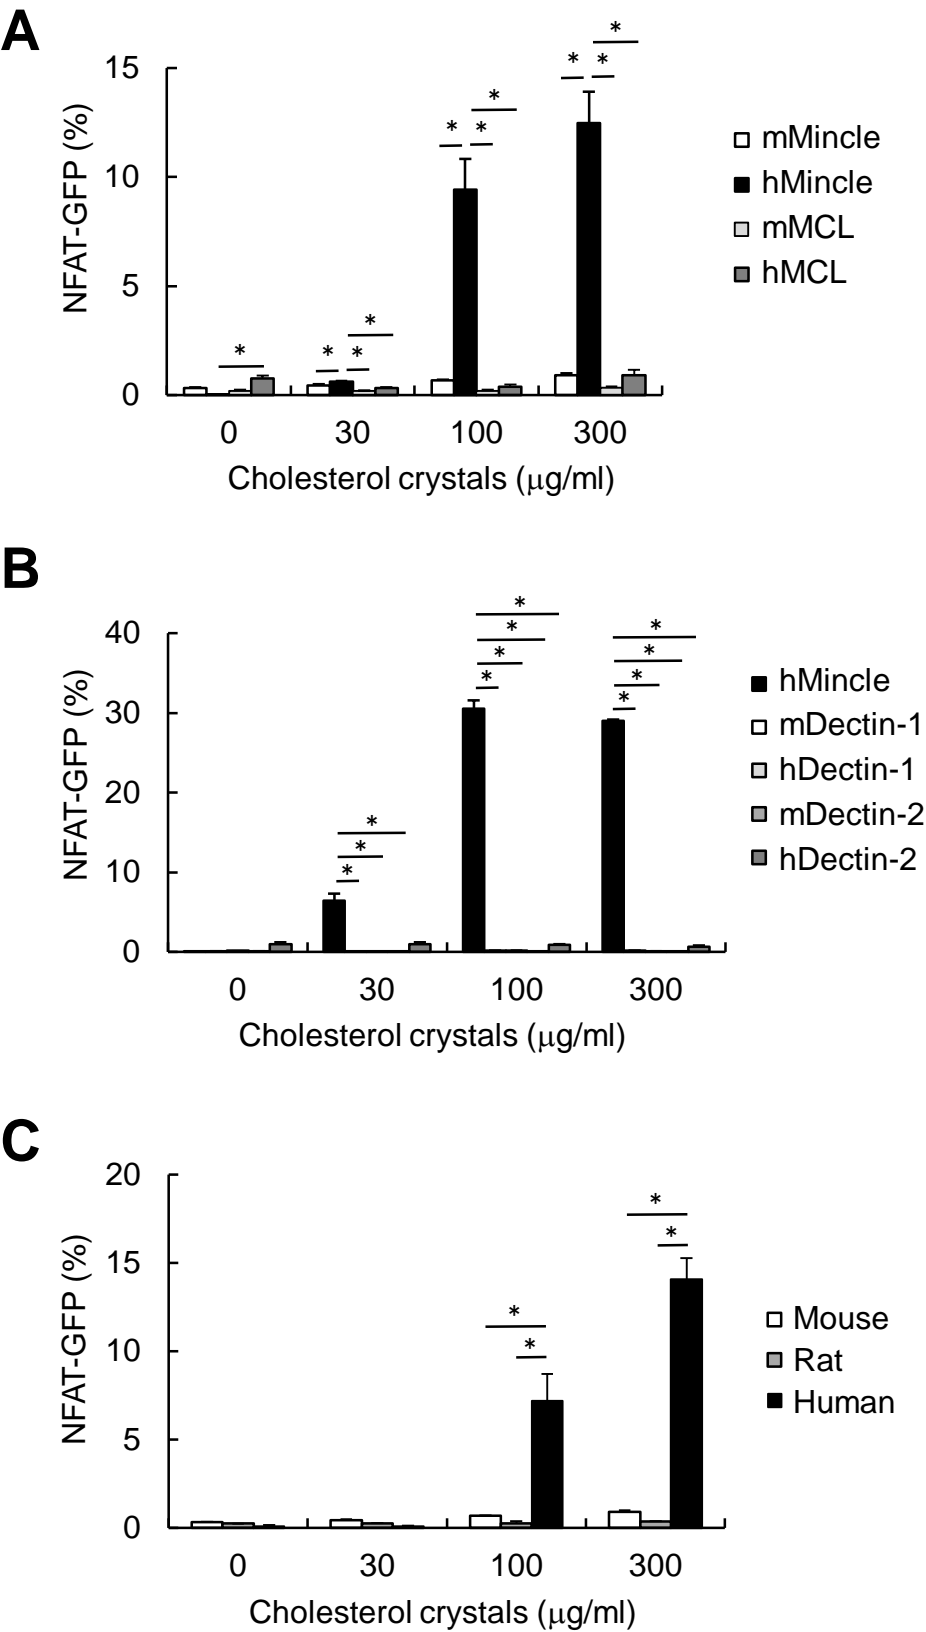 A
NFAT-GFP (%)
15
10
5
0
* * *
* * *
* * *
*
0 30 100 300
Cholesterol crystals (μg/ml)
mMincle
hMincle
mMCL
hMCL
B
NFAT-GFP (%)
40
30
20
10
0
* * * *
* * * *
* * *
0 30 100 300
Cholesterol crystals (μg/ml)
hMincle
mDectin-1
hDectin-1
mDectin-2
hDectin-2
C
NFAT-GFP (%)
20
15
10
5
0
* *
* *
0 30 100 300
Cholesterol crystals (μg/ml)
Mouse
Rat
Human